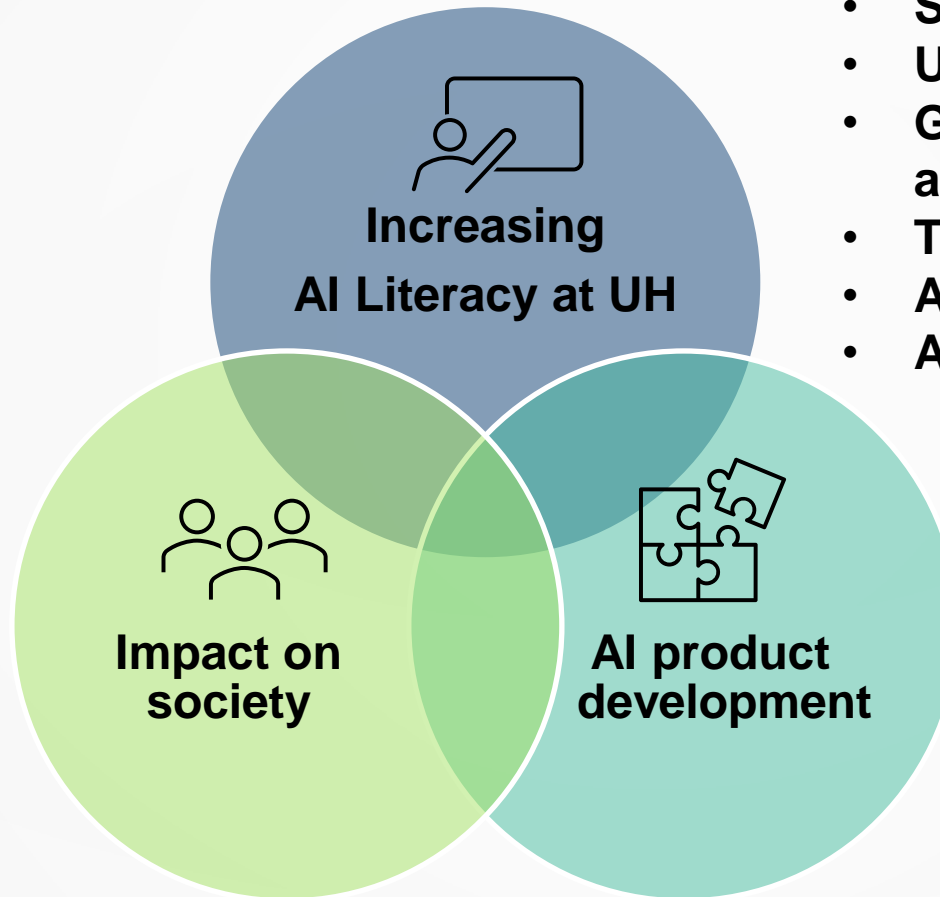 Increasing
AI Literacy at UH
Impact on
society
AI product
development